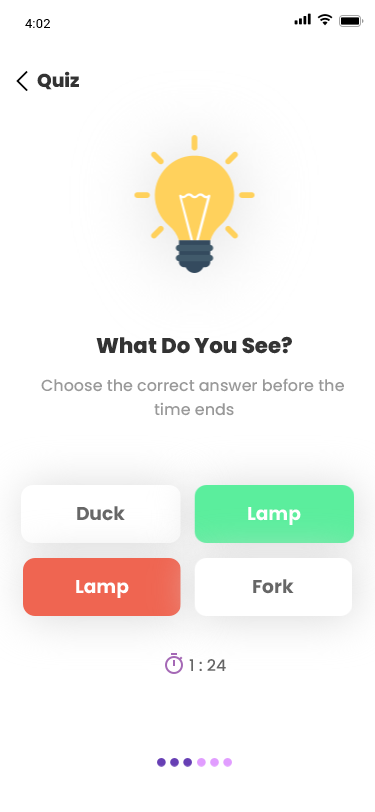 4:02
Quiz
What Do You See?
Choose the correct answer before the
time ends
Duck
Lamp
Lamp
Fork
1 : 24